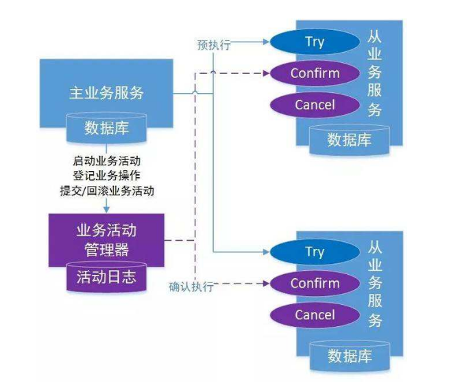 预执行
Try
Confirm
Cancel
从业务服务
数据库
主业务服务
数据库
启动业务活动
登记业务操作
提交/回滚业务活动
业务活动
管理器
活动日志
确认执行
Try
Confirm
Cancel
从业务服务
数据库